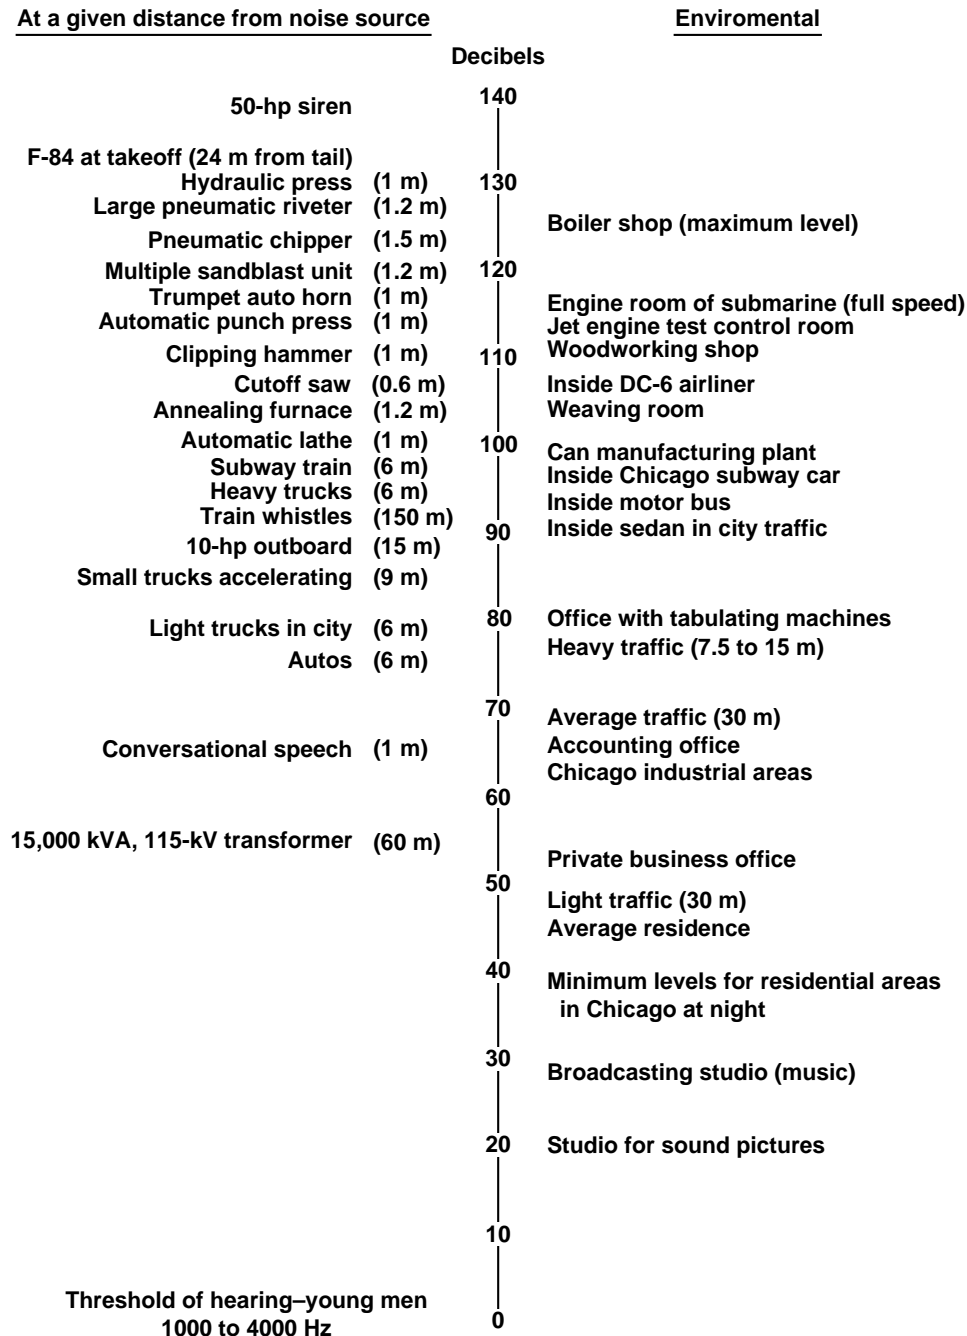 At a given distance from noise source
Enviromental
Decibels
140
50-hp siren
F-84 at takeoff (24 m from tail)
Hydraulic press (1 m)
130
Large pneumatic riveter (1.2 m)
Boiler shop (maximum level)
Pneumatic chipper (1.5 m)
Multiple sandblast unit (1.2 m)
120
Trumpet auto horn (1 m)
Engine room of submarine (full speed)
Automatic punch press (1 m)
Jet engine test control room
Woodworking shop
Clipping hammer (1 m)
110
Cutoff saw (0.6 m)
Inside DC-6 airliner
Annealing furnace (1.2 m)
Weaving room
Automatic lathe (1 m)
100
Can manufacturing plant
Subway train (6 m)
Inside Chicago subway car
Heavy trucks (6 m)
Inside motor bus
Train whistles (150 m)
Inside sedan in city traffic
90
10-hp outboard (15 m)
Small trucks accelerating (9 m)
80
Office with tabulating machines
Light trucks in city (6 m)
Heavy traffic (7.5 to 15 m)
Autos (6 m)
70
Average traffic (30 m)
Conversational speech (1 m)
Accounting office
Chicago industrial areas
60
15,000 kVA, 115-kV transformer (60 m)
Private business office
50
Light traffic (30 m)
Average residence
40
Minimum levels for residential areas
in Chicago at night
30
Broadcasting studio (music)
20
Studio for sound pictures
10
Threshold of hearing–young men
1000 to 4000 Hz
0